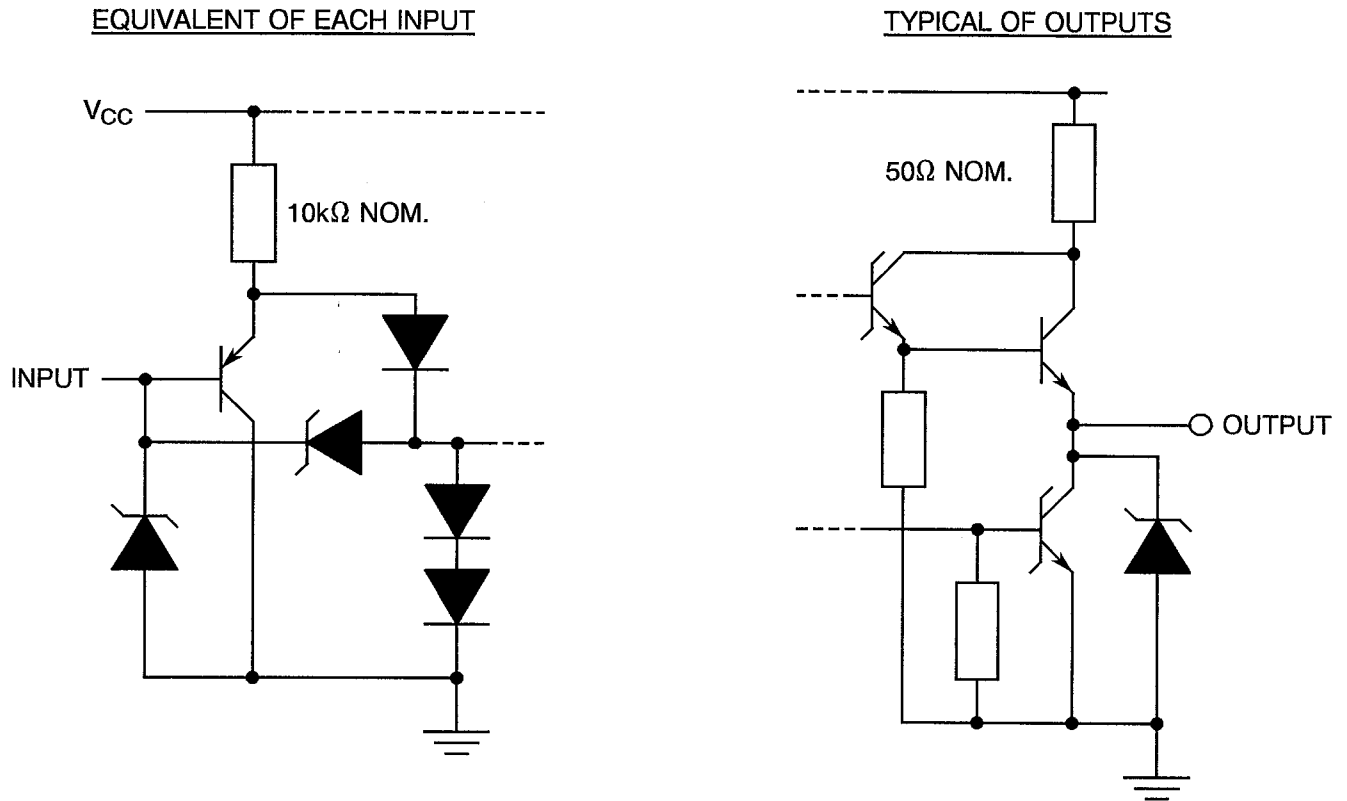 EQUIVALENT OF EACH INPUT
TYPICAL OF OUTPUTS
VCC
10kΩ NOM.
INPUT
50Ω NOM.
OUTPUT